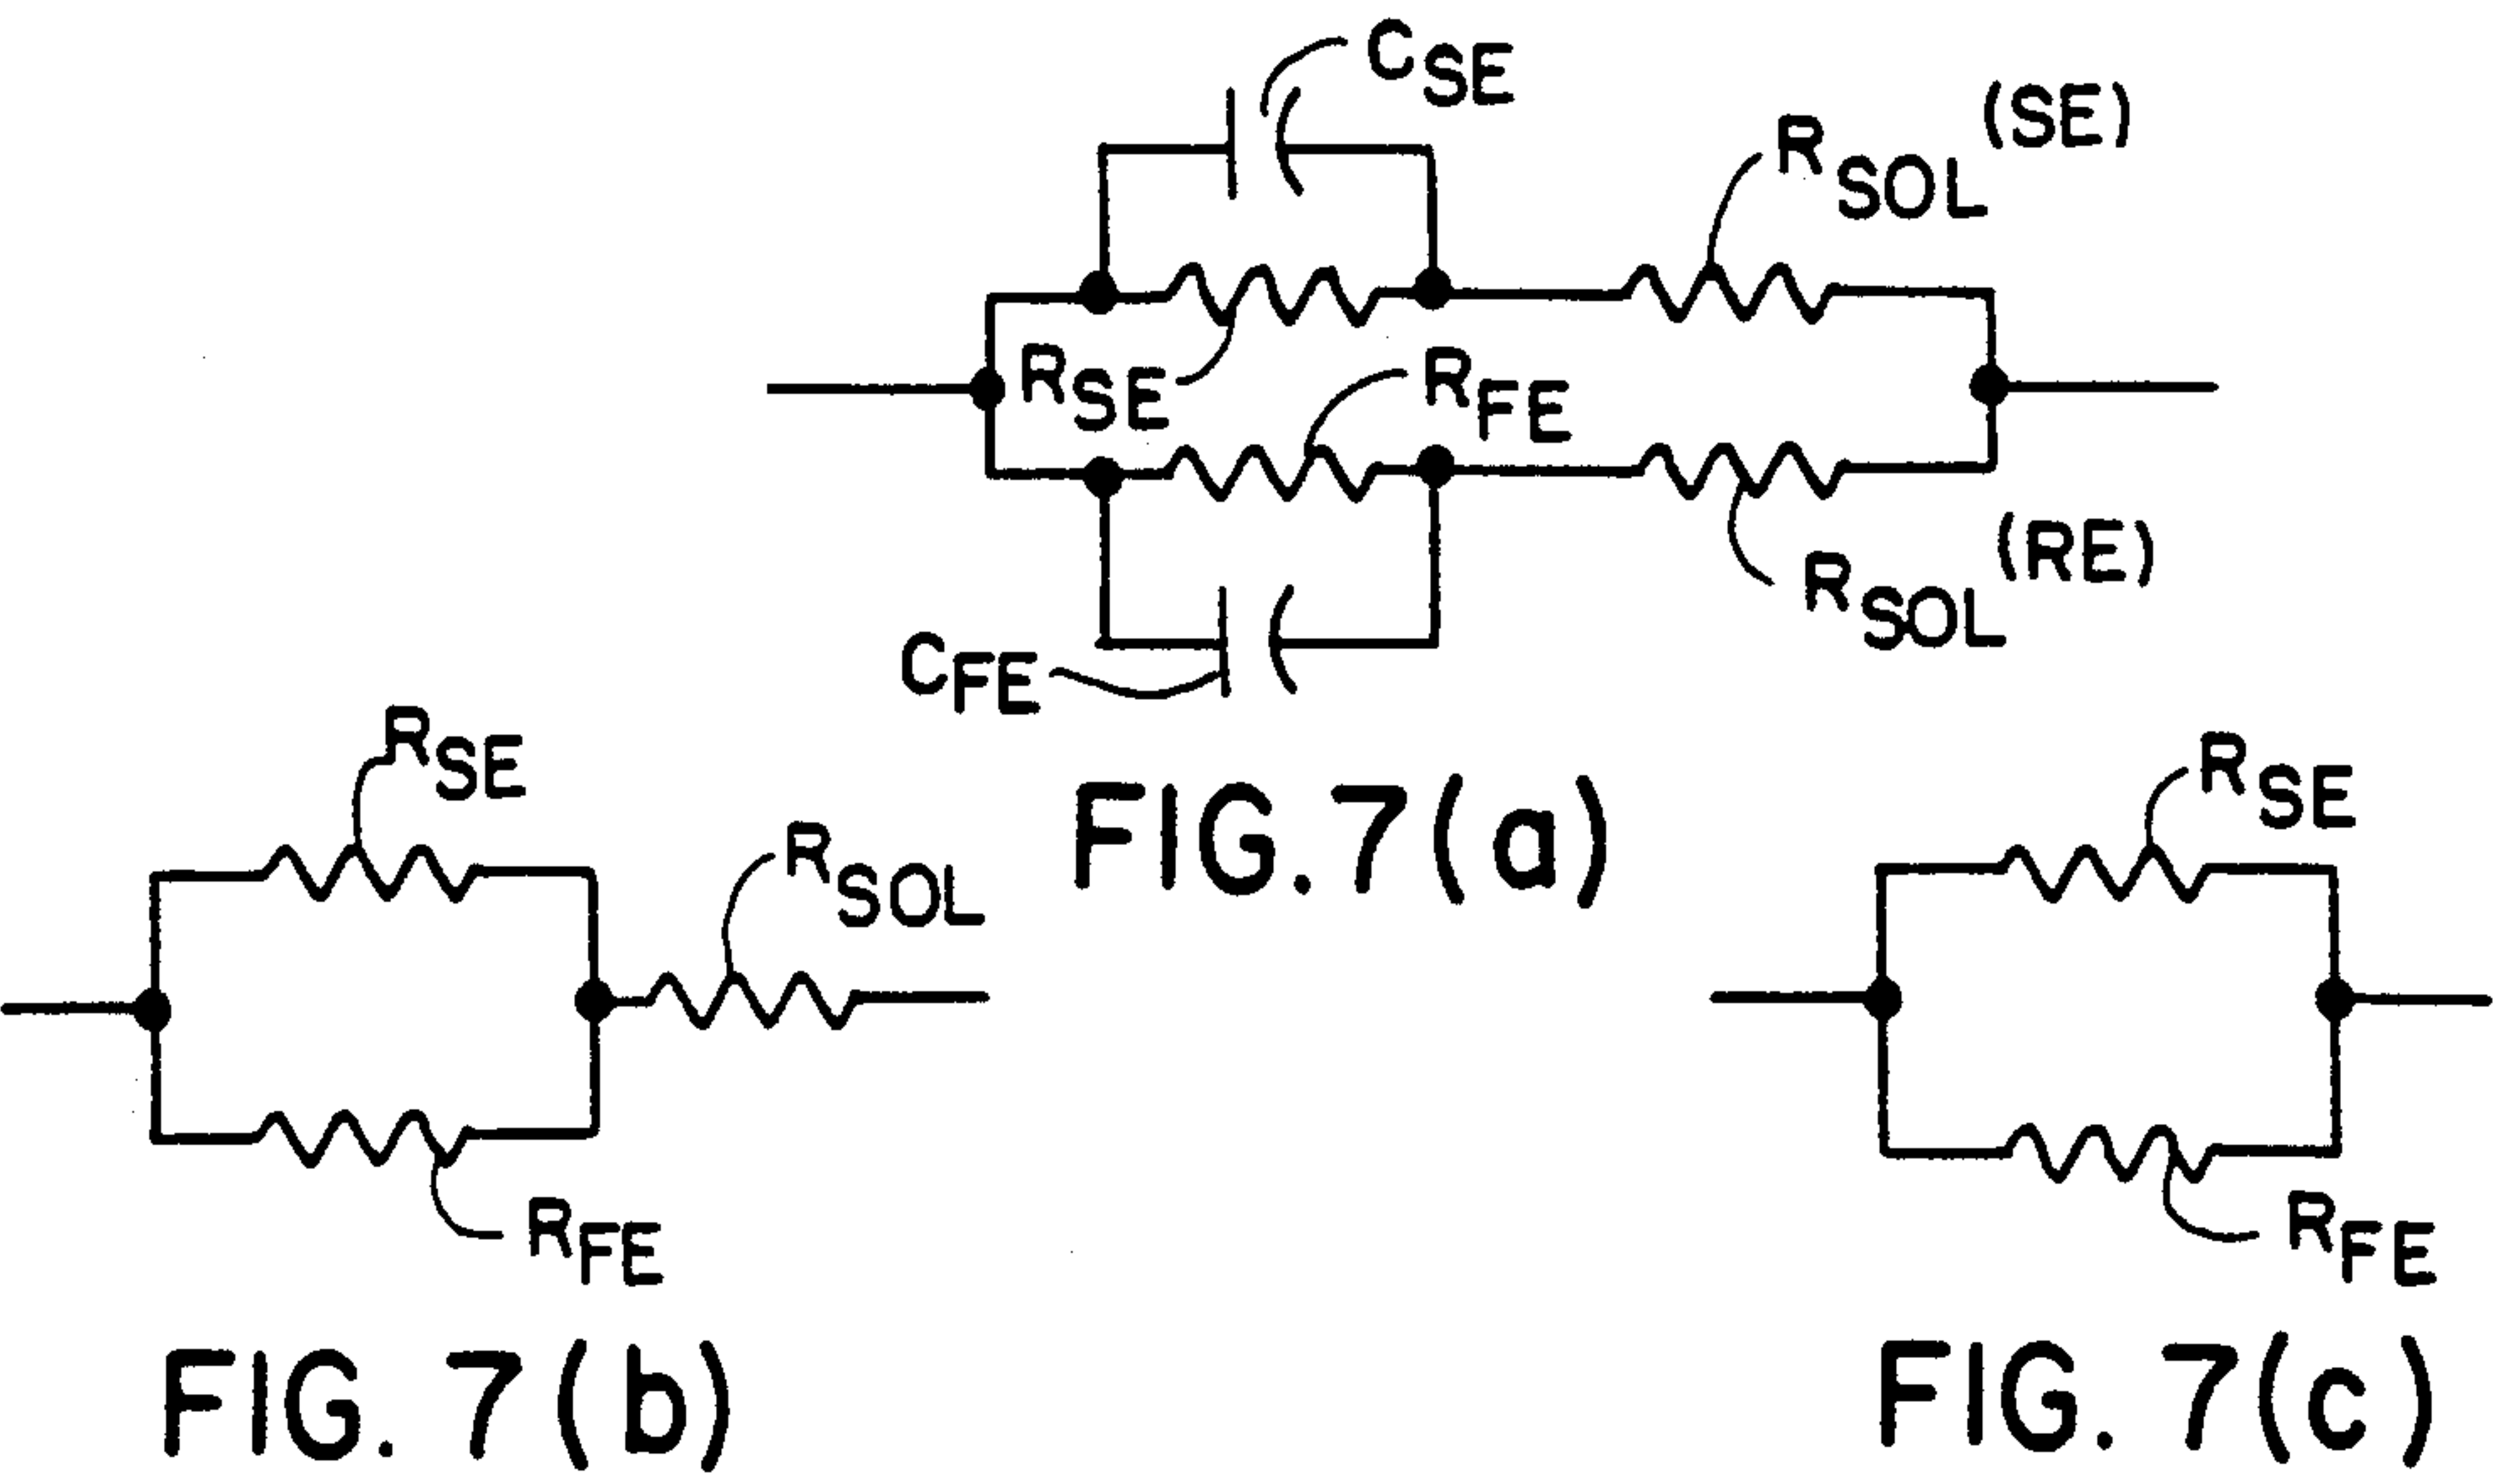 CSE
RSOL(SE)
RSE
RFE
RSOL(RE)
CFE
FIG.7(a)
RSE
RSOL
RFE
FIG.7(b)
RSE
RFE
FIG. 7(c)